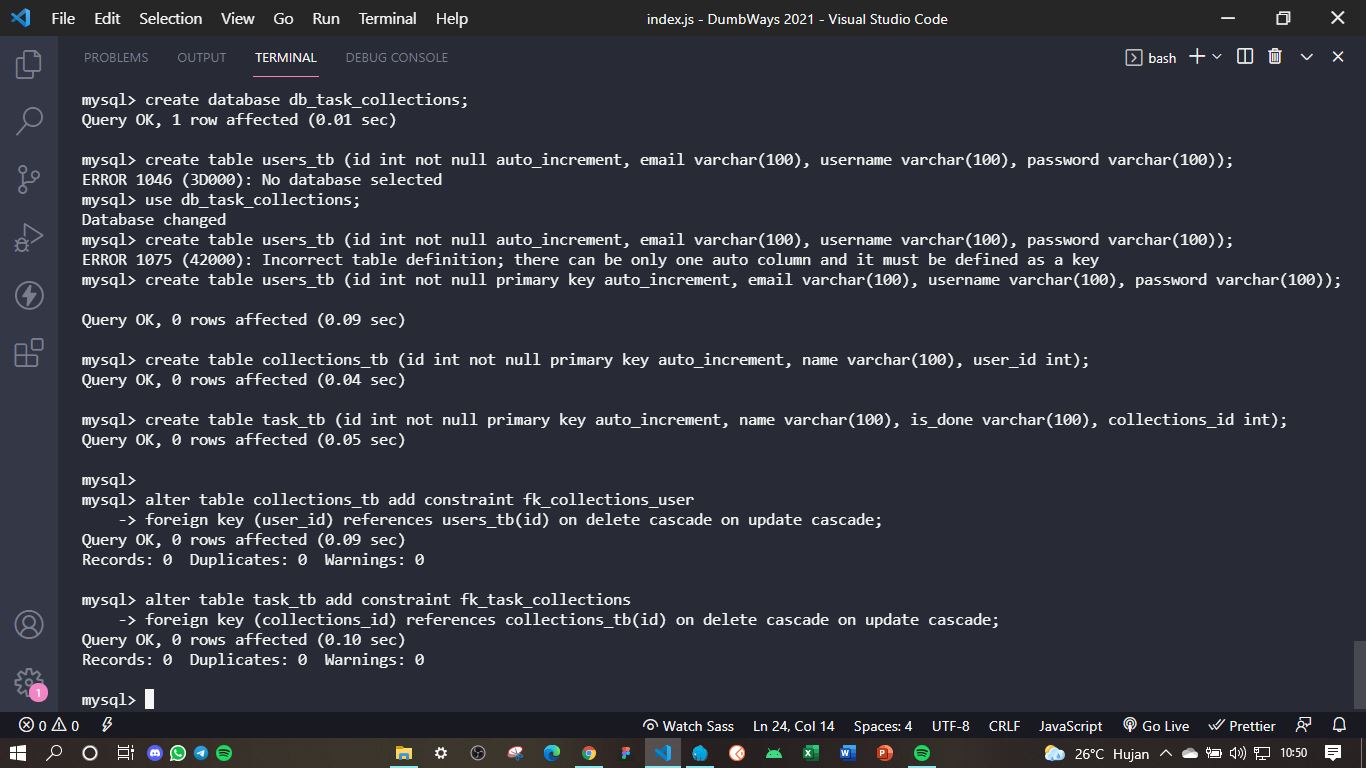 File Edit Selection View Go Run Terminal Help
index.js - DumbWays 2021 - Visual Studio Code
PROBLEMS OUTPUT TERMINAL DEBUG CONSOLE
bash
mysql> create database db_task_collections;
Query OK, 1 row affected (0.01 sec)
mysql> create table users_tb (id int not null auto_increment, email varchar(100), username varchar(100), password varchar(100));
ERROR 1046 (3D000): No database selected
mysql> use db_task_collections;
Database changed
mysql> create table users_tb (id int not null auto_increment, email varchar(100), username varchar(100), password varchar(100));
ERROR 1075 (42000): Incorrect table definition; there can be only one auto column and it must be defined as a key
mysql> create table users_tb (id int not null primary key auto_increment, email varchar(100), username varchar(100), password varchar(100));
Query OK, 0 rows affected (0.09 sec)
mysql> create table collections_tb (id int not null primary key auto_increment, name varchar(100), user_id int);
Query OK, 0 rows affected (0.04 sec)
mysql> create table task_tb (id int not null primary key auto_increment, name varchar(100), is_done varchar(100), collections_id int);
Query OK, 0 rows affected (0.05 sec)
mysql>
mysql> alter table collections_tb add constraint fk_collections_user
-> foreign key (user_id) references users_tb(id) on delete cascade on update cascade;
Query OK, 0 rows affected (0.09 sec)
Records: 0 Duplicates: 0 Warnings: 0
mysql> alter table task_tb add constraint fk_task_collections
-> foreign key (collections_id) references collections_tb(id) on delete cascade on update cascade;
Query OK, 0 rows affected (0.10 sec)
Records: 0 Duplicates: 0 Warnings: 0
mysql>
1
0 0 Watch Sass Ln 24, Col 14 Spaces: 4 UTF-8 CRLF JavaScript Go Live Prettier
26°C Hujan 10:50